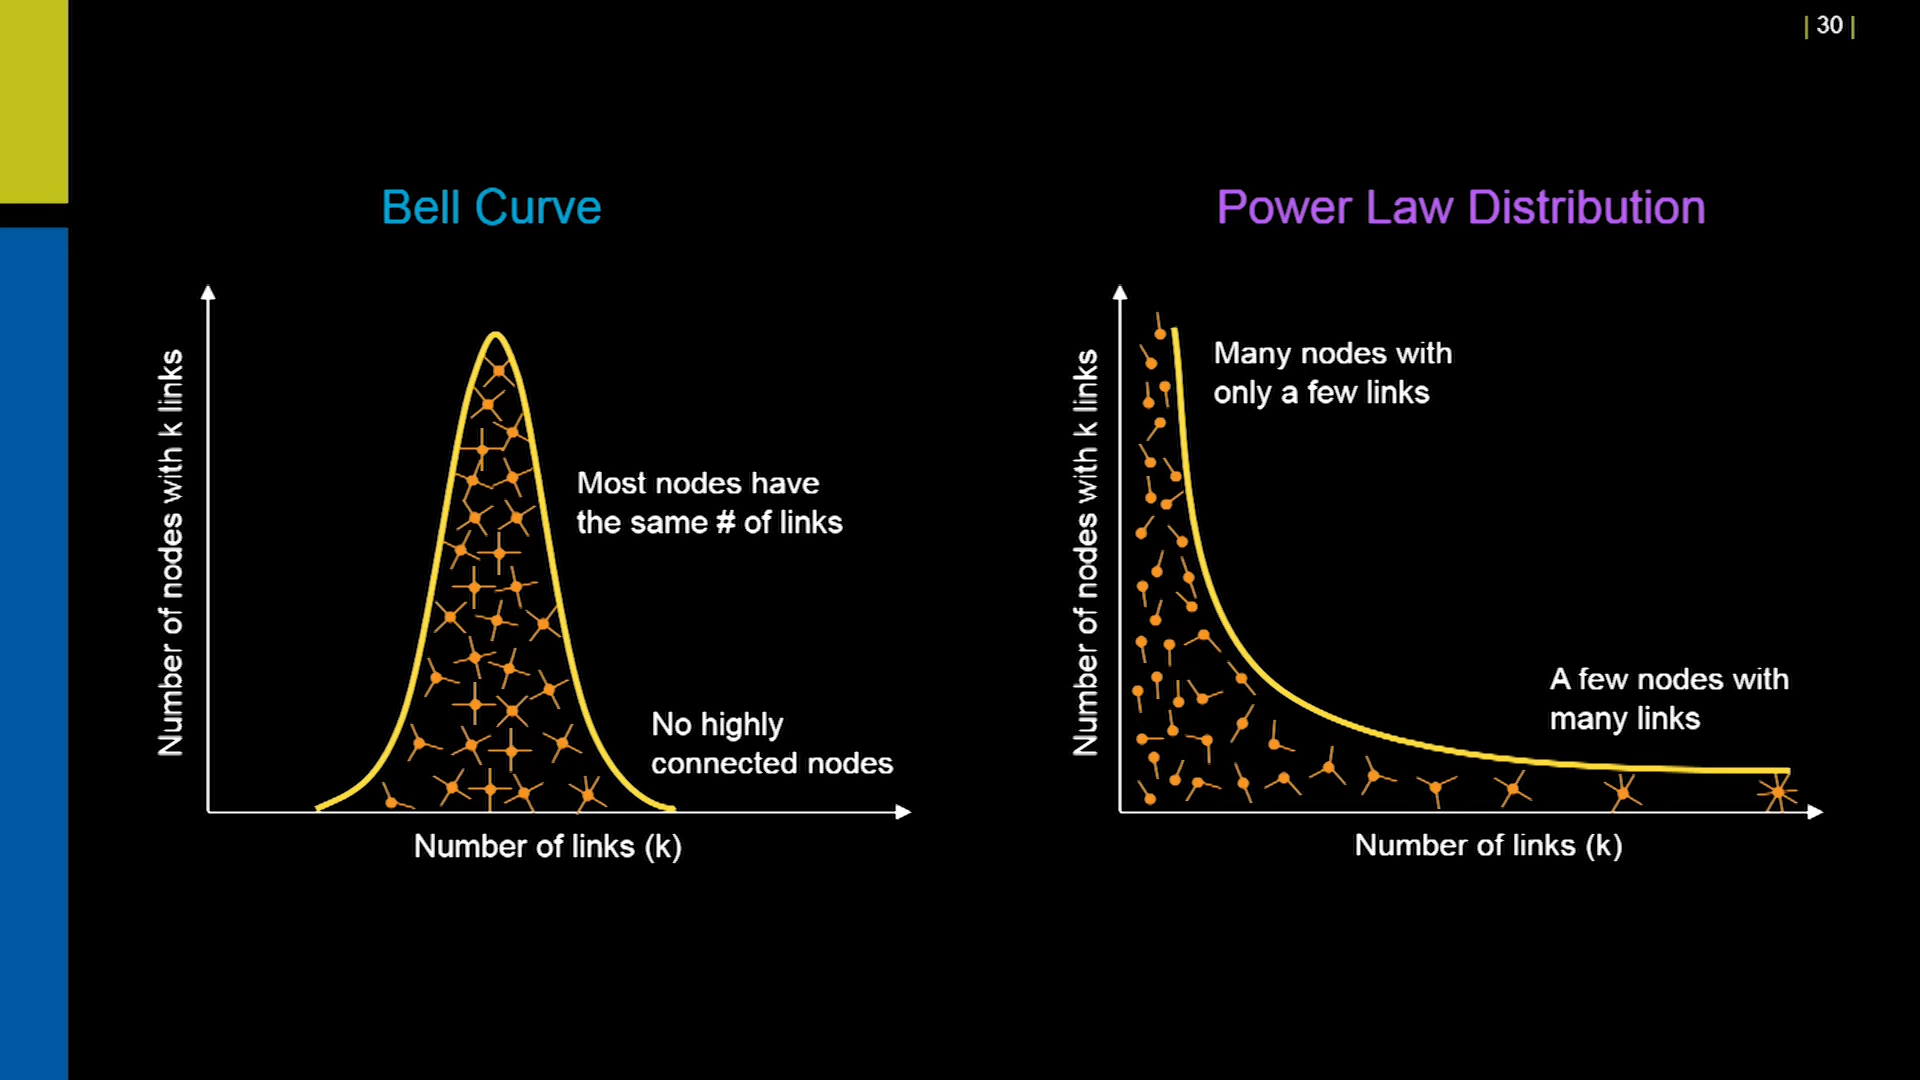 | 30 |
Bell Curve
Number of nodes with k links
Most nodes have
the same # of links
No highly
connected nodes
Number of links (k)
Power Law Distribution
Number of nodes with k links
Many nodes with
only a few links
A few nodes with
many links
Number of links (k)